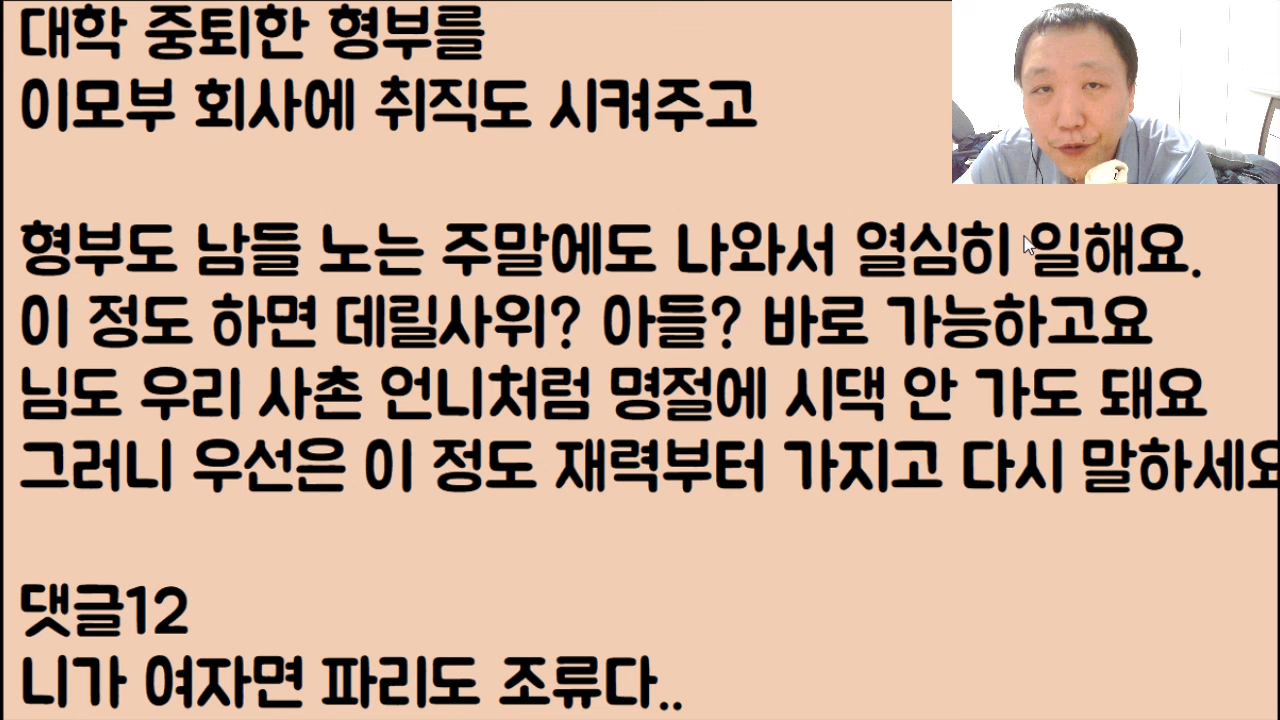 대학 중퇴한 형부를
이모부 회사에 취직도 시켜주고
형부도 남들 노는 주말에도 나와서 열심히 일해요.
이 정도 하면 데릴사위? 아들? 바로 가능하고요
님도 우리 사촌 언니처럼 명절에 시댁 안 가도 돼요
그러니 우선은 이 정도 재력부터 가지고 다시 말하세요
댓글12
니가 여자면 파리도 조류다..